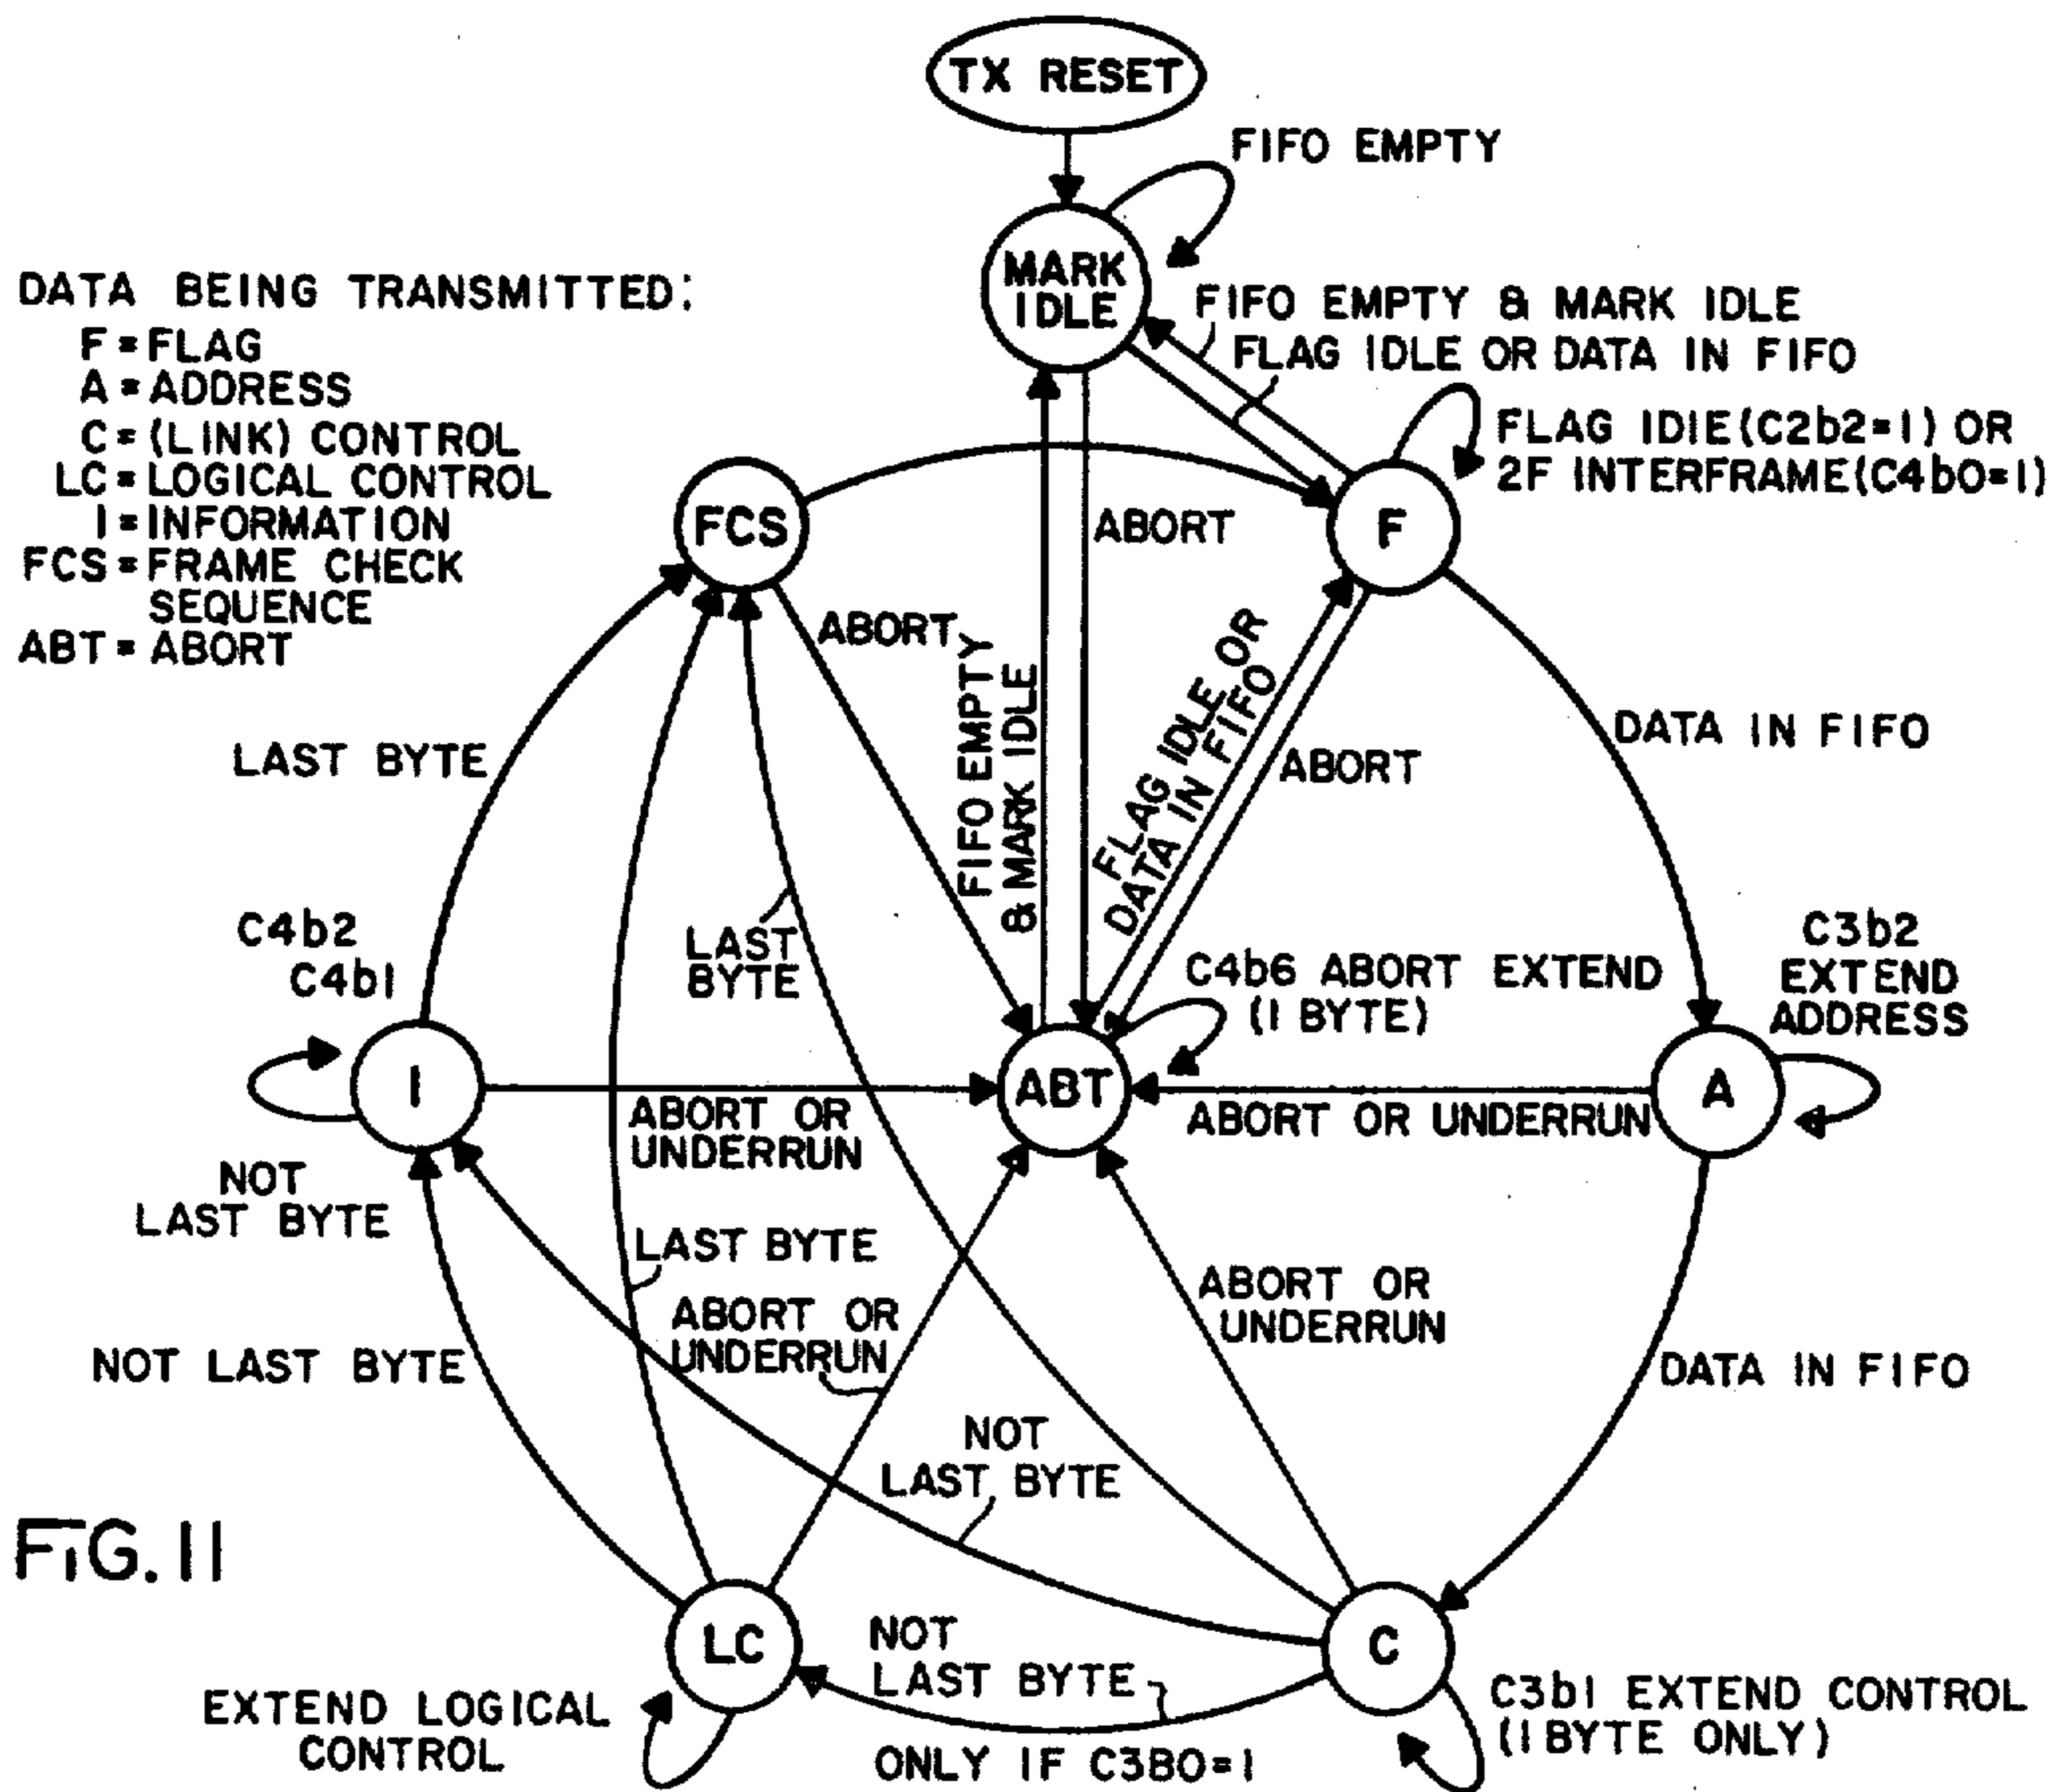 TX RESET
FIFO EMPTY
MARK
IDLE
FIFO EMPTY & MARK IDLE
FLAG IDLE OR DATA IN FIFO
FLAG IDIE(C2b2=1) OR
2F INTERFRAME(C4b0=1)
DATA BEING TRANSMITTED:
F = FLAG
A = ADDRESS
C = (LINK) CONTROL
LC = LOGICAL CONTROL
I = INFORMATION
FCS = FRAME CHECK
SEQUENCE
ABT = ABORT
FCS
F
ABORT
ABORT
FIFO EMPTY
& MARK IDLE
FLAG IDLE OR
DATA IN FIFO
ABORT
DATA IN FIFO
LAST BYTE
LAST
BYTE
C4b2
C4b1
C4b6 ABORT EXTEND
(1 BYTE)
C3b2
EXTEND
ADDRESS
I
ABT
A
ABORT OR
UNDERRUN
ABORT OR UNDERRUN
NOT
LAST BYTE
LAST BYTE
ABORT OR
UNDERRUN
ABORT OR
UNDERRUN
NOT LAST BYTE
DATA IN FIFO
NOT
LAST BYTE
FIG. 11
LC
C
NOT
LAST BYTE
ONLY IF C3B0=1
EXTEND LOGICAL
CONTROL
C3b1 EXTEND CONTROL
(1 BYTE ONLY)